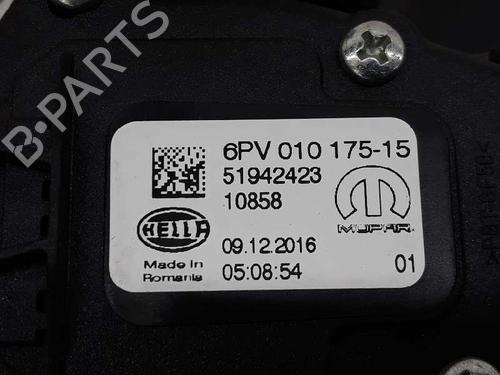 B-PARTS
6PV 010 175-15
51942423
10858
HELLA
MOPAR
09.12.2016
Made in
Romania
05:08:54
01